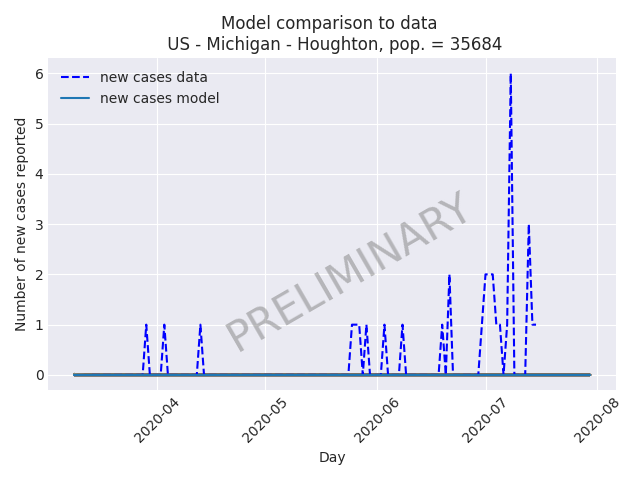 Model comparison to data
US - Michigan - Houghton, pop. = 35684
new cases data
new cases model
PRELIMINARY
Number of new cases reported
6
5
4
3
2
1
0
2020-04
2020-05
2020-06
2020-07
2020-08
Day